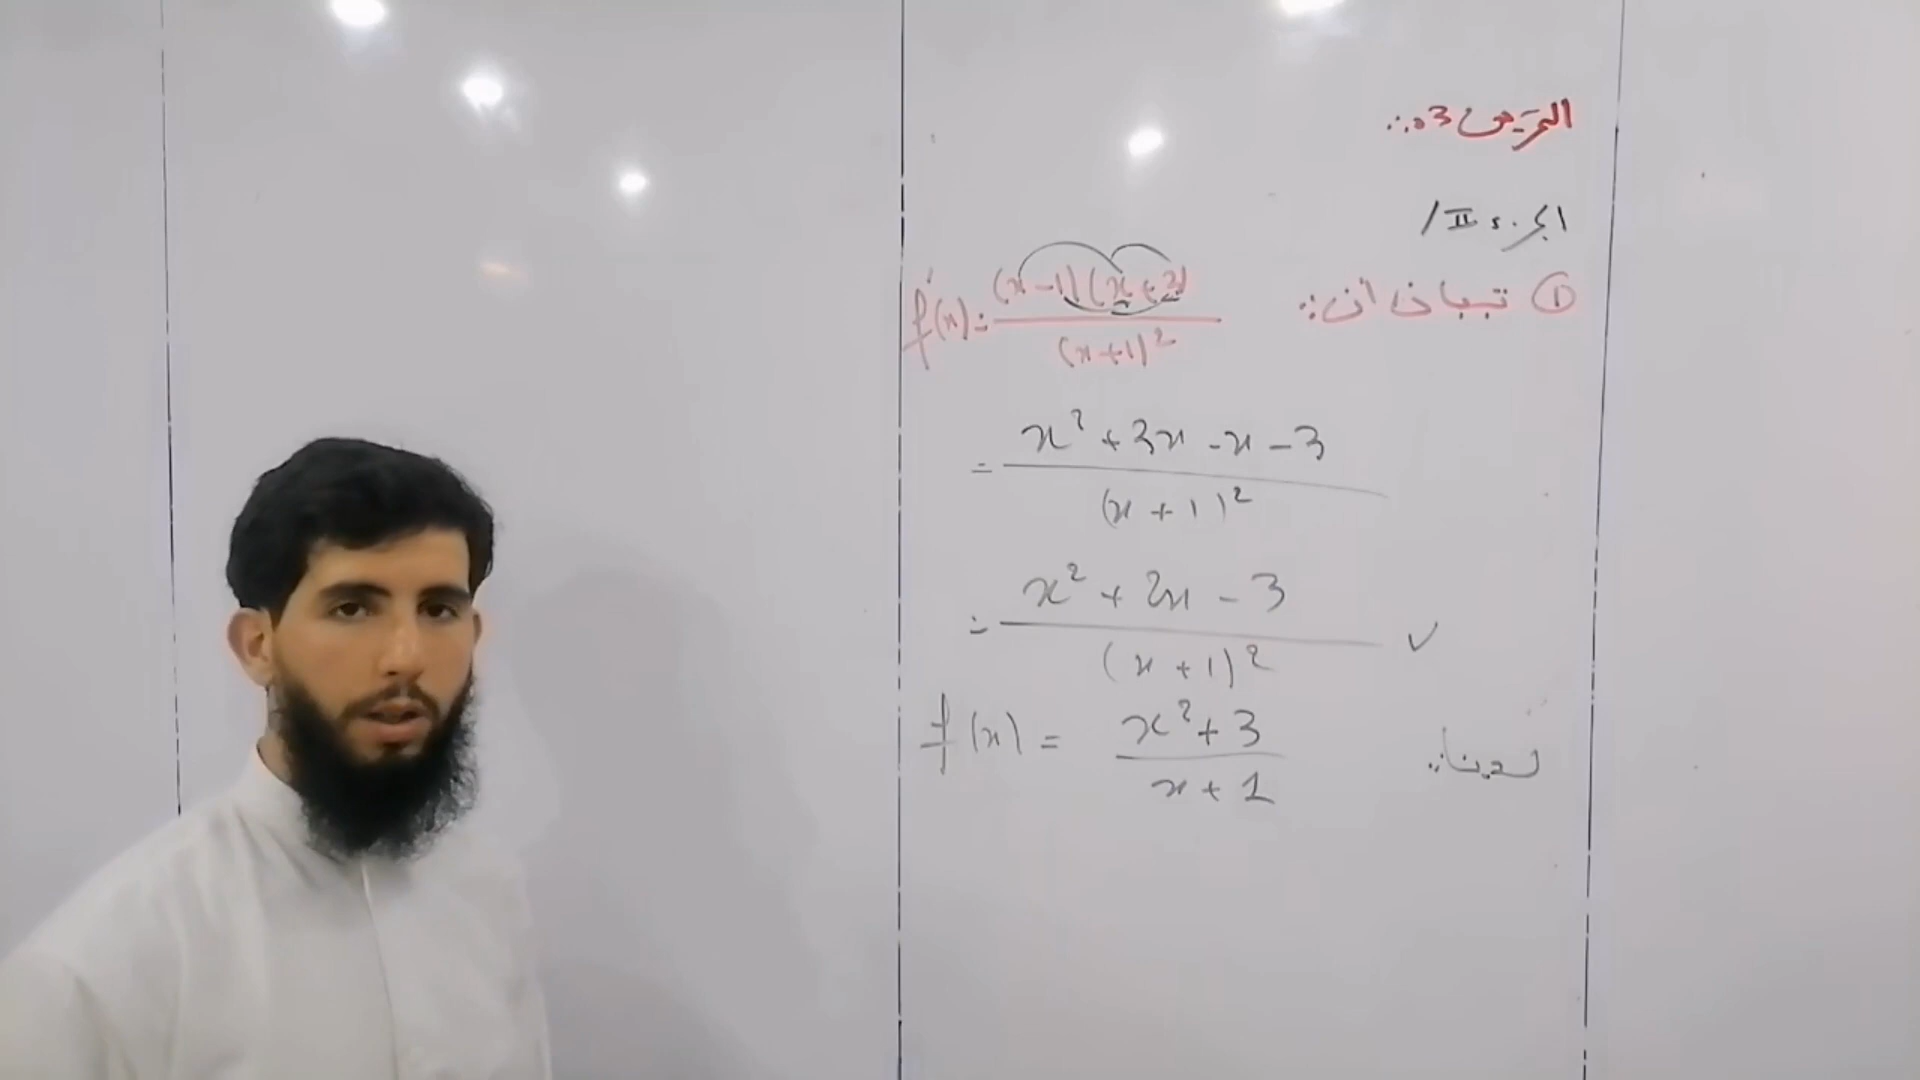 التمرين 03:
الجزء II/
① تبيان أن: f'(x) = (x-1)(x+3) / (x+1)²
= x² + 3x - x - 3 / (x+1)²
= x² + 2x - 3 / (x+1)² ✓
لدينا: f(x) = x² + 3 / x + 1